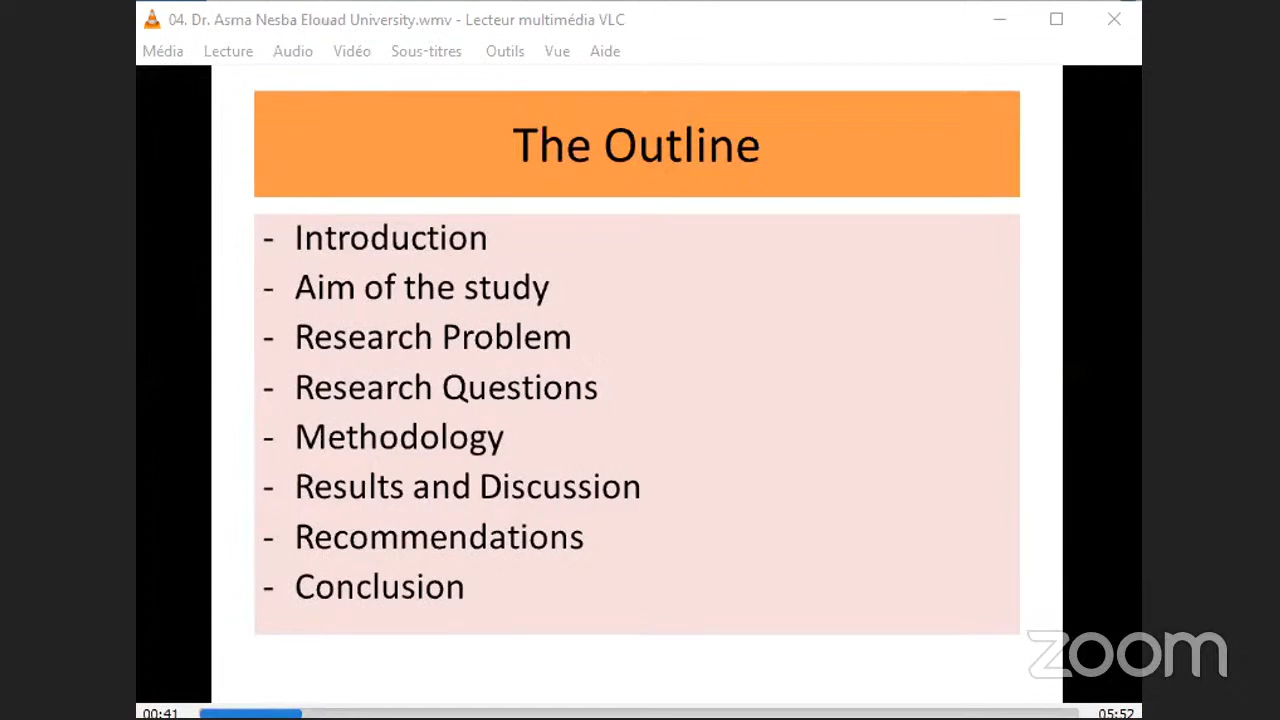 04. Dr. Asma Nesba Elouad University.wmv - Lecteur multimédia VLC
Média Lecture Audio Vidéo Sous-titres Outils Vue Aide
The Outline
- Introduction
- Aim of the study
- Research Problem
- Research Questions
- Methodology
- Results and Discussion
- Recommendations
- Conclusion
zoom
00:41 05:52